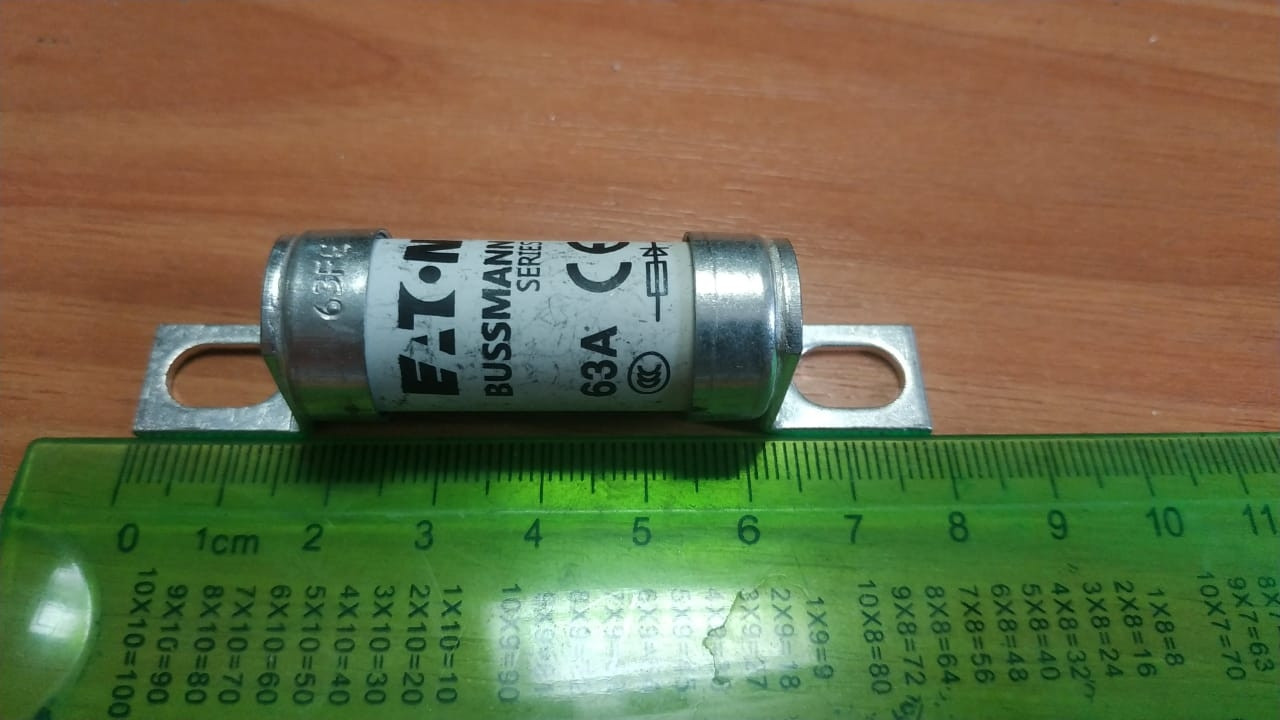 63F
EATON
BUSSMANN
SERIES
CE
63A
CCC
0 1cm 2 3 4 5 6 7 8 9 10 11
10X10=100
9X10=90
8X10=80
7X10=70
6X10=60
5X10=50
4X10=40
3X10=30
2X10=20
1X10=10
10X9=90
2X9=18
1X9=9
10X8=80
9X8=72
8X8=64
7X8=56
6X8=48
5X8=40
4X8=32
3X8=24
2X8=16
1X8=8
10X7=70
9X7=63